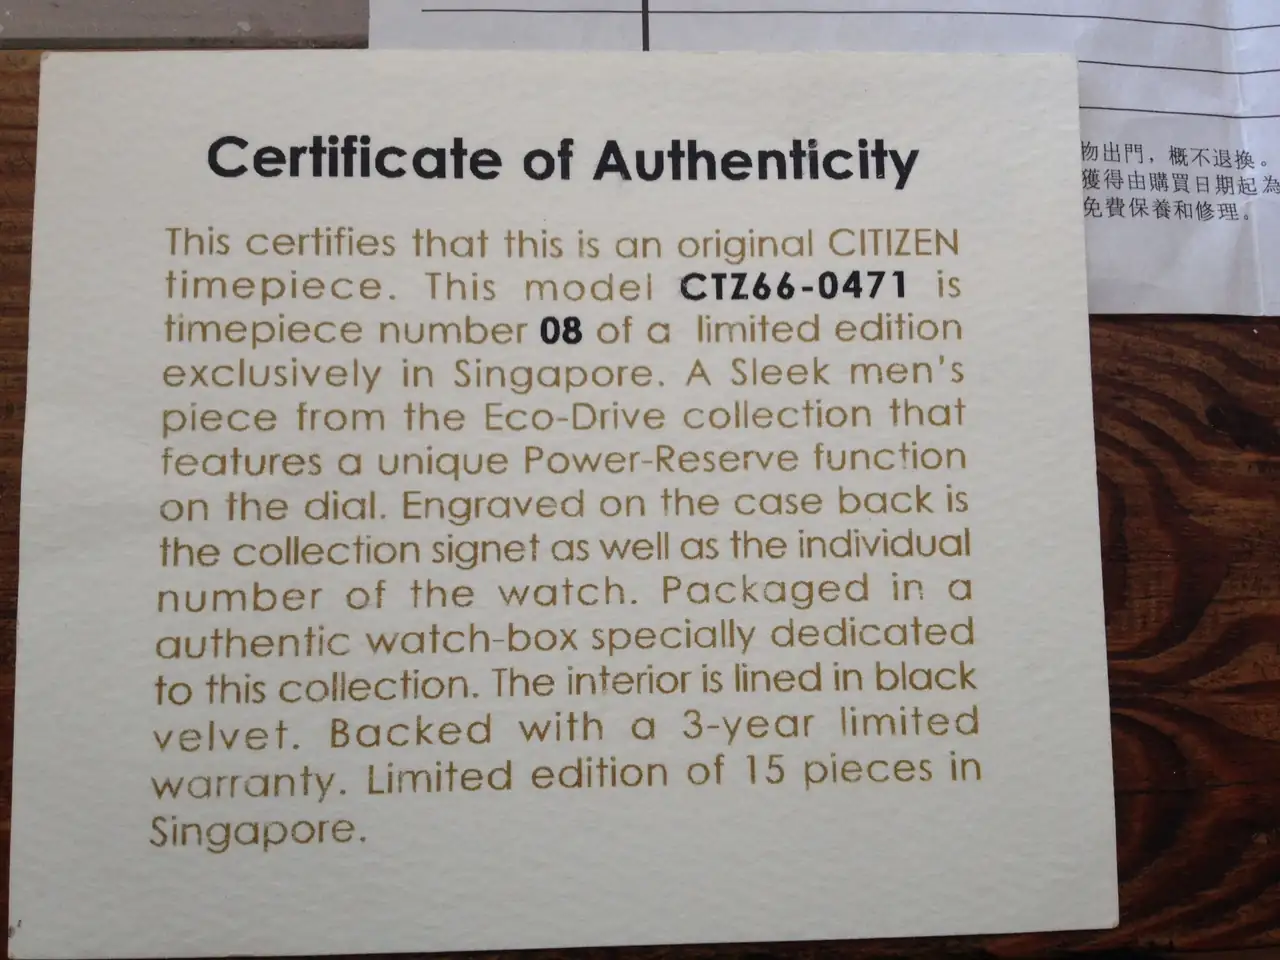 Certificate of Authenticity
This certifies that this is an original CITIZEN
timepiece. This model CTZ66-0471 is
timepiece number 08 of a limited edition
exclusively in Singapore. A Sleek men's
piece from the Eco-Drive collection that
features a unique Power-Reserve function
on the dial. Engraved on the case back is
the collection signet as well as the individual
number of the watch. Packaged in a
authentic watch-box specially dedicated
to this collection. The interior is lined in black
velvet. Backed with a 3-year limited
warranty. Limited edition of 15 pieces in
Singapore.
物出門，概不退換。
獲得由購買日期起為
免費保養和修理。